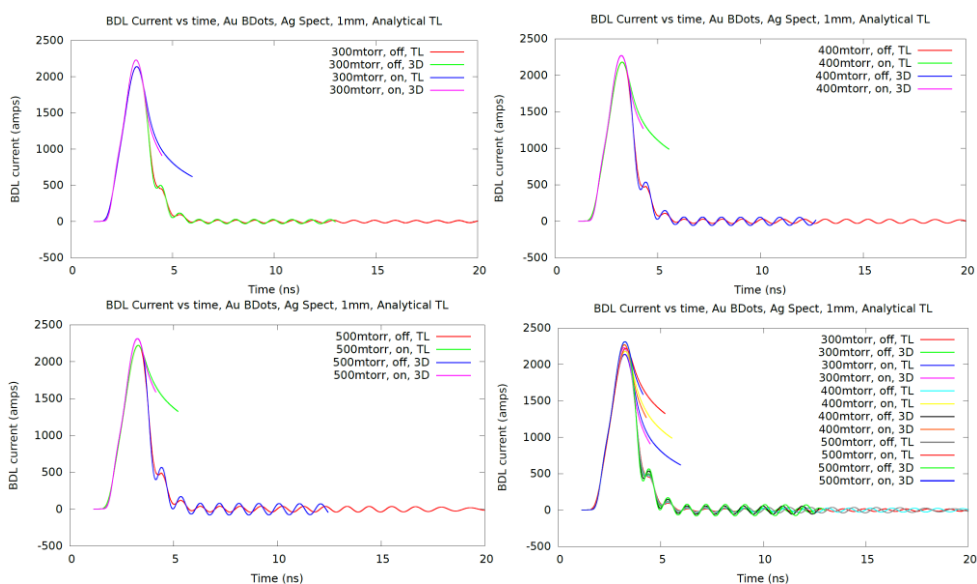 BDL Current vs time, Au BDots, Ag Spect, 1mm, Analytical TL
2500
2000
1500
1000
500
0
-500
BDL current (amps)
300mtorr, off, TL
300mtorr, off, 3D
300mtorr, on, TL
300mtorr, on, 3D
0 5 10 15 20
Time (ns)
BDL Current vs time, Au BDots, Ag Spect, 1mm, Analytical TL
2500
2000
1500
1000
500
0
-500
BDL current (amps)
400mtorr, off, TL
400mtorr, on, TL
400mtorr, off, 3D
400mtorr, on, 3D
0 5 10 15 20
Time (ns)
BDL Current vs time, Au BDots, Ag Spect, 1mm, Analytical TL
2500
2000
1500
1000
500
0
-500
BDL current (amps)
500mtorr, off, TL
500mtorr, on, TL
500mtorr, off, 3D
500mtorr, on, 3D
0 5 10 15 20
Time (ns)
BDL Current vs time, Au BDots, Ag Spect, 1mm, Analytical TL
2500
2000
1500
1000
500
0
-500
BDL current (amps)
300mtorr, off, TL
300mtorr, off, 3D
300mtorr, on, TL
300mtorr, on, 3D
400mtorr, off, TL
400mtorr, on, TL
400mtorr, off, 3D
400mtorr, on, 3D
500mtorr, off, TL
500mtorr, on, TL
500mtorr, off, 3D
500mtorr, on, 3D
0 5 10 15 20
Time (ns)